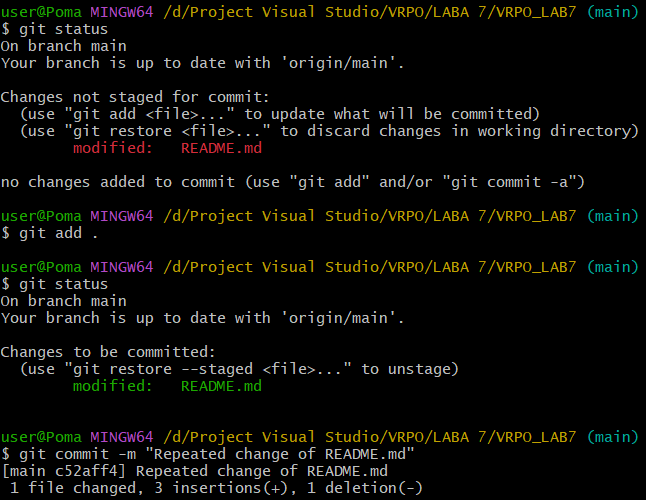 user@Poma MINGW64 /d/Project Visual Studio/VRPO/LABA 7/VRPO_LAB7 (main)
$ git status
On branch main
Your branch is up to date with 'origin/main'.
Changes not staged for commit:
  (use "git add <file>..." to update what will be committed)
  (use "git restore <file>..." to discard changes in working directory)
        modified:   README.md
no changes added to commit (use "git add" and/or "git commit -a")
user@Poma MINGW64 /d/Project Visual Studio/VRPO/LABA 7/VRPO_LAB7 (main)
$ git add .
user@Poma MINGW64 /d/Project Visual Studio/VRPO/LABA 7/VRPO_LAB7 (main)
$ git status
On branch main
Your branch is up to date with 'origin/main'.
Changes to be committed:
  (use "git restore --staged <file>..." to unstage)
        modified:   README.md
user@Poma MINGW64 /d/Project Visual Studio/VRPO/LABA 7/VRPO_LAB7 (main)
$ git commit -m "Repeated change of README.md"
[main c52aff4] Repeated change of README.md
 1 file changed, 3 insertions(+), 1 deletion(-)